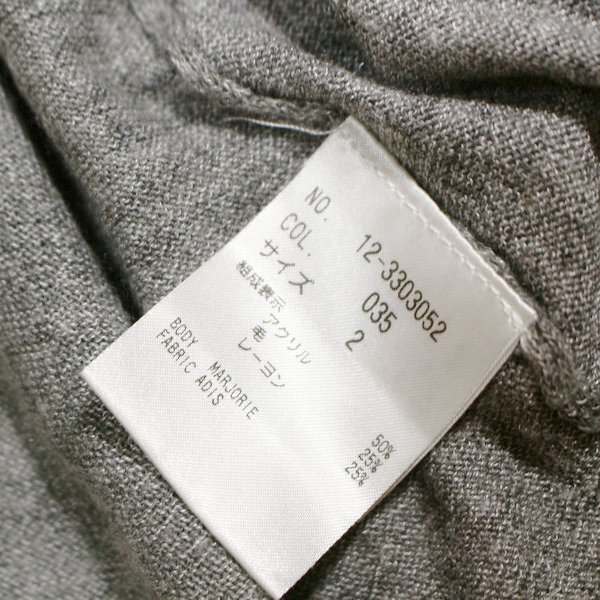 NO. 12-3303052
COL. 035
サイズ 2
組成表示
アクリル 50%
毛 25%
レーヨン 25%
BODY MARJORIE
FABRIC ADIS